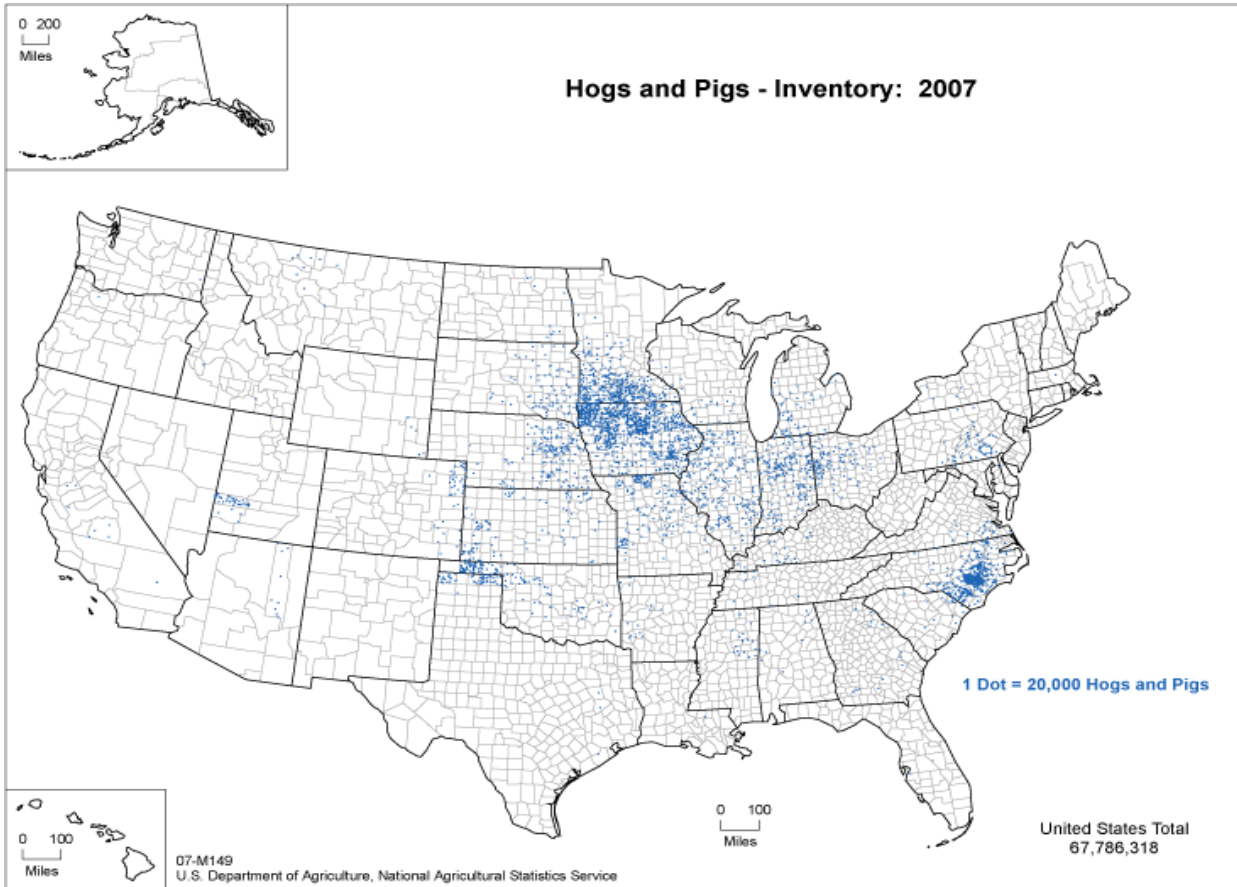 0 200
Miles
Hogs and Pigs - Inventory: 2007
1 Dot = 20,000 Hogs and Pigs
0 100
Miles
0 100
Miles
United States Total
67,786,318
07-M149
U.S. Department of Agriculture, National Agricultural Statistics Service